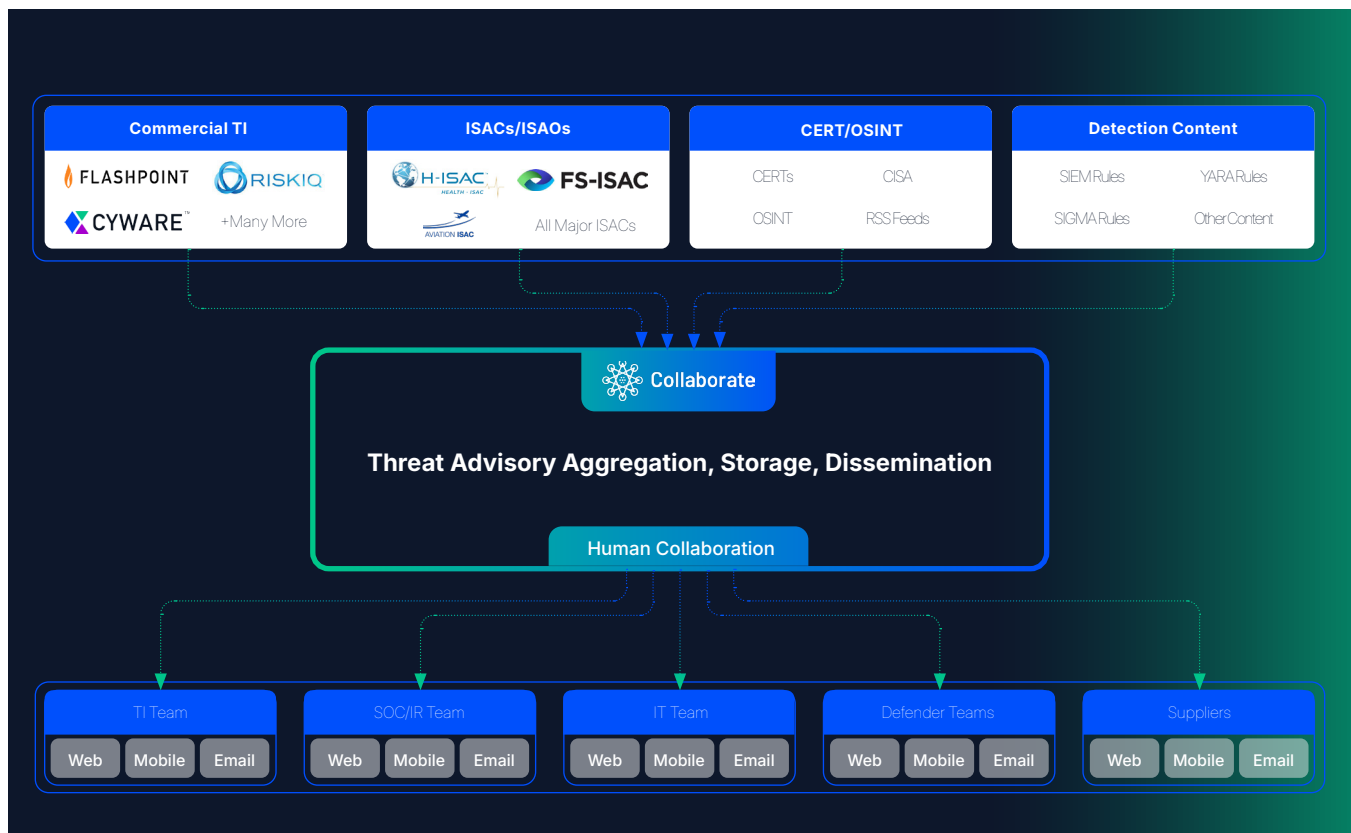 Commercial TI
FLASHPOINT
RISKIQ
CYWARE™
+Many More
ISACs/ISAOs
H-ISAC
HEALTH - ISAC
FS-ISAC
AVIATION ISAC
All Major ISACs
CERT/OSINT
CERTs
CISA
OSINT
RSS Feeds
Detection Content
SIEM Rules
YARA Rules
SIGMA Rules
Other Content
Collaborate
Threat Advisory Aggregation, Storage, Dissemination
Human Collaboration
TI Team
Web
Mobile
Email
SOC/IR Team
Web
Mobile
Email
IT Team
Web
Mobile
Email
Defender Teams
Web
Mobile
Email
Suppliers
Web
Mobile
Email